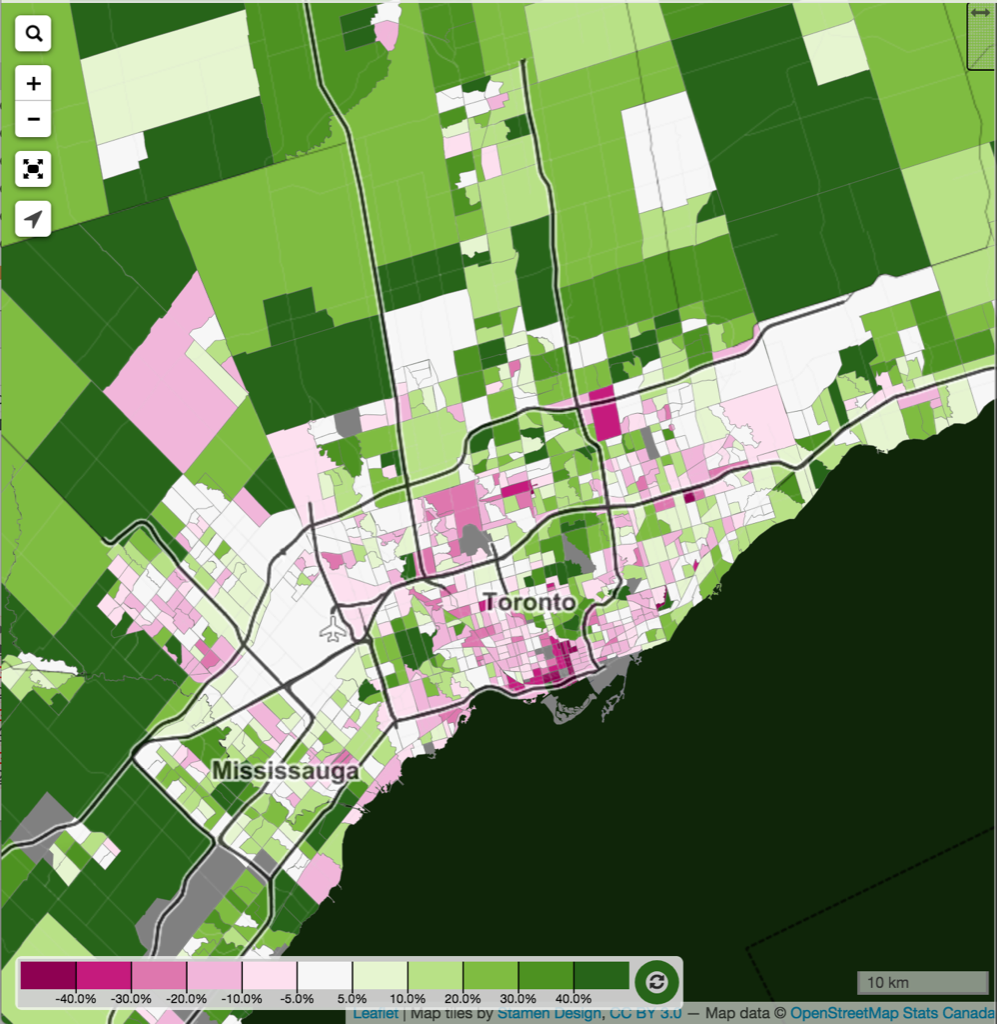 +
−
Toronto
Mississauga
-40.0% -30.0% -20.0% -10.0% -5.0% 5.0% 10.0% 20.0% 30.0% 40.0%
10 km
Leaflet | Map tiles by Stamen Design, CC BY 3.0 — Map data © OpenStreetMap Stats Canada